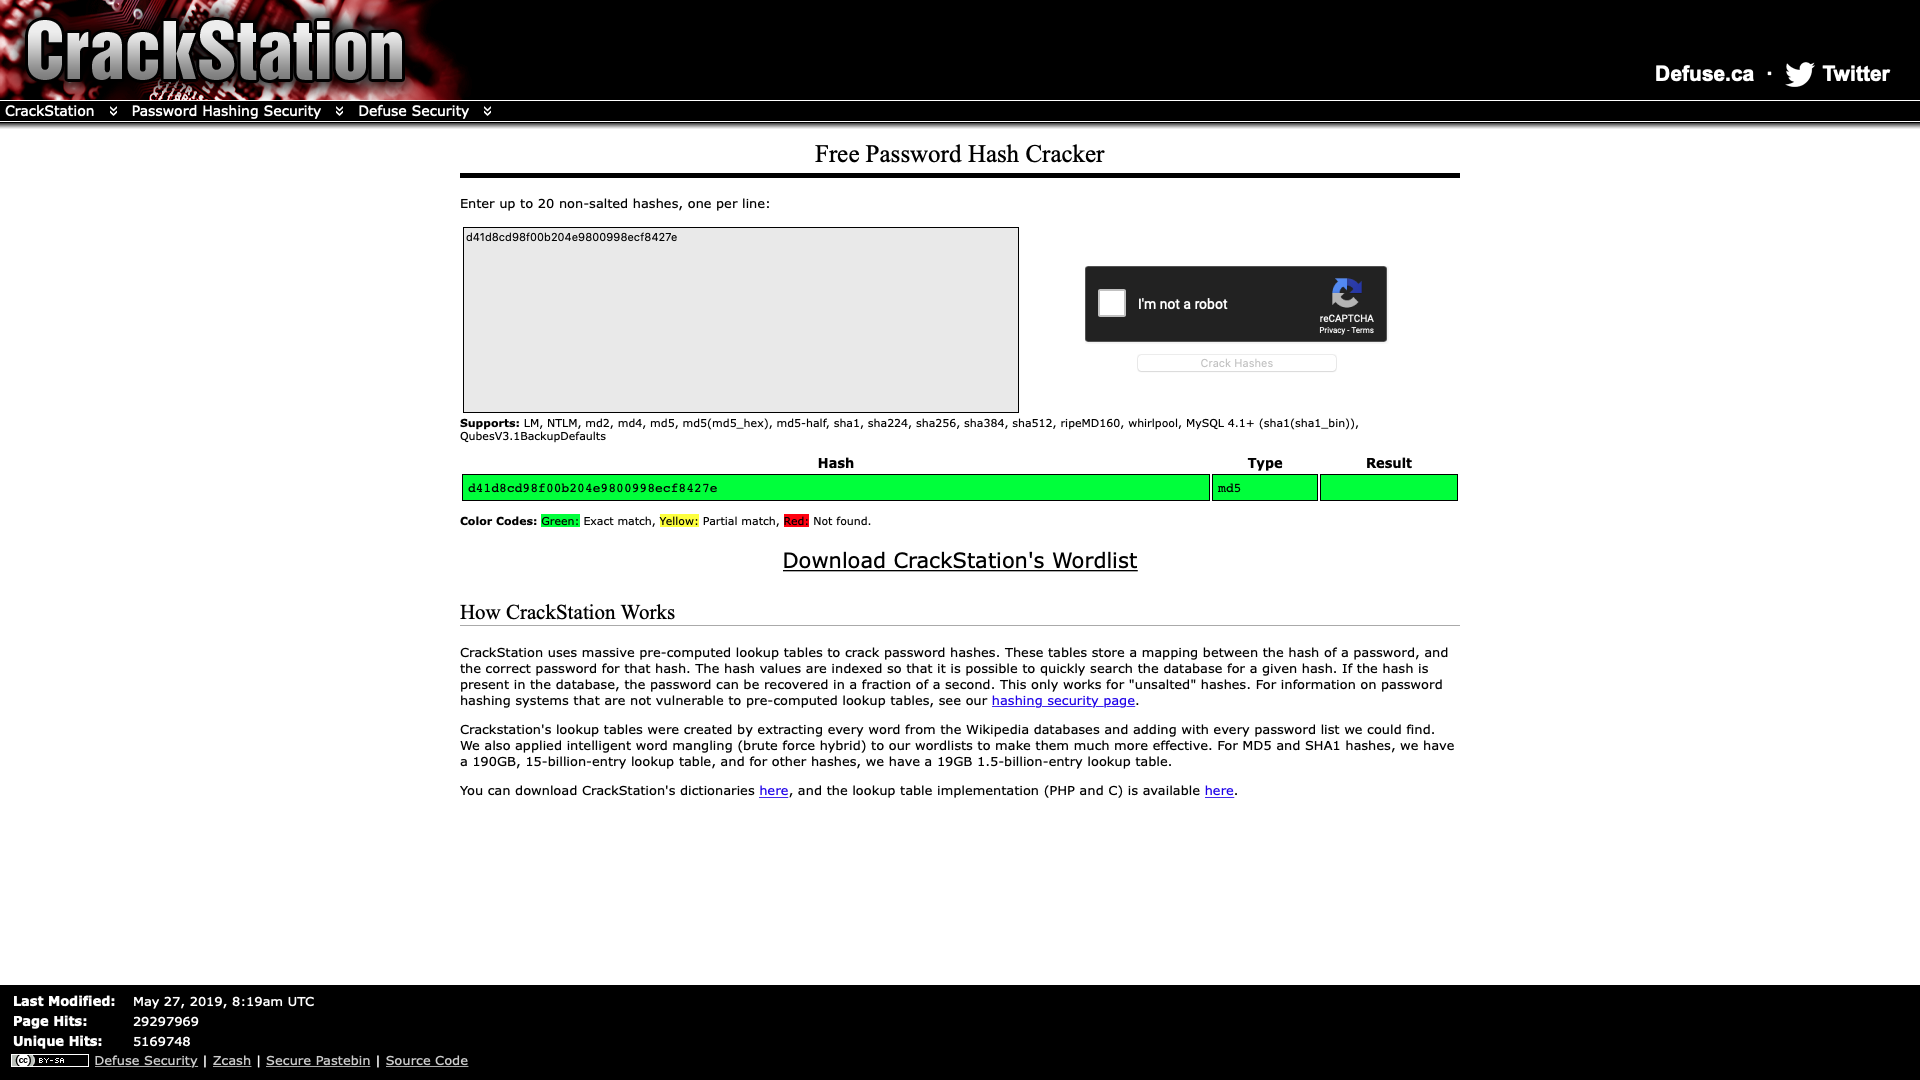 CrackStation
Defuse.ca · Twitter
CrackStation Password Hashing Security Defuse Security
Free Password Hash Cracker
Enter up to 20 non-salted hashes, one per line:
d41d8cd98f00b204e9800998ecf8427e
I'm not a robot
reCAPTCHA
Privacy - Terms
Crack Hashes
Supports: LM, NTLM, md2, md4, md5, md5(md5_hex), md5-half, sha1, sha224, sha256, sha384, sha512, ripeMD160, whirlpool, MySQL 4.1+ (sha1(sha1_bin)),
QubesV3.1BackupDefaults
Hash Type Result
d41d8cd98f00b204e9800998ecf8427e md5
Color Codes: Green: Exact match, Yellow: Partial match, Red: Not found.
Download CrackStation's Wordlist
How CrackStation Works
CrackStation uses massive pre-computed lookup tables to crack password hashes. These tables store a mapping between the hash of a password, and
the correct password for that hash. The hash values are indexed so that it is possible to quickly search the database for a given hash. If the hash is
present in the database, the password can be recovered in a fraction of a second. This only works for "unsalted" hashes. For information on password
hashing systems that are not vulnerable to pre-computed lookup tables, see our hashing security page.
Crackstation's lookup tables were created by extracting every word from the Wikipedia databases and adding with every password list we could find.
We also applied intelligent word mangling (brute force hybrid) to our wordlists to make them much more effective. For MD5 and SHA1 hashes, we have
a 190GB, 15-billion-entry lookup table, and for other hashes, we have a 19GB 1.5-billion-entry lookup table.
You can download CrackStation's dictionaries here, and the lookup table implementation (PHP and C) is available here.
Last Modified: May 27, 2019, 8:19am UTC
Page Hits: 29297969
Unique Hits: 5169748
cc BY-SA Defuse Security | Zcash | Secure Pastebin | Source Code